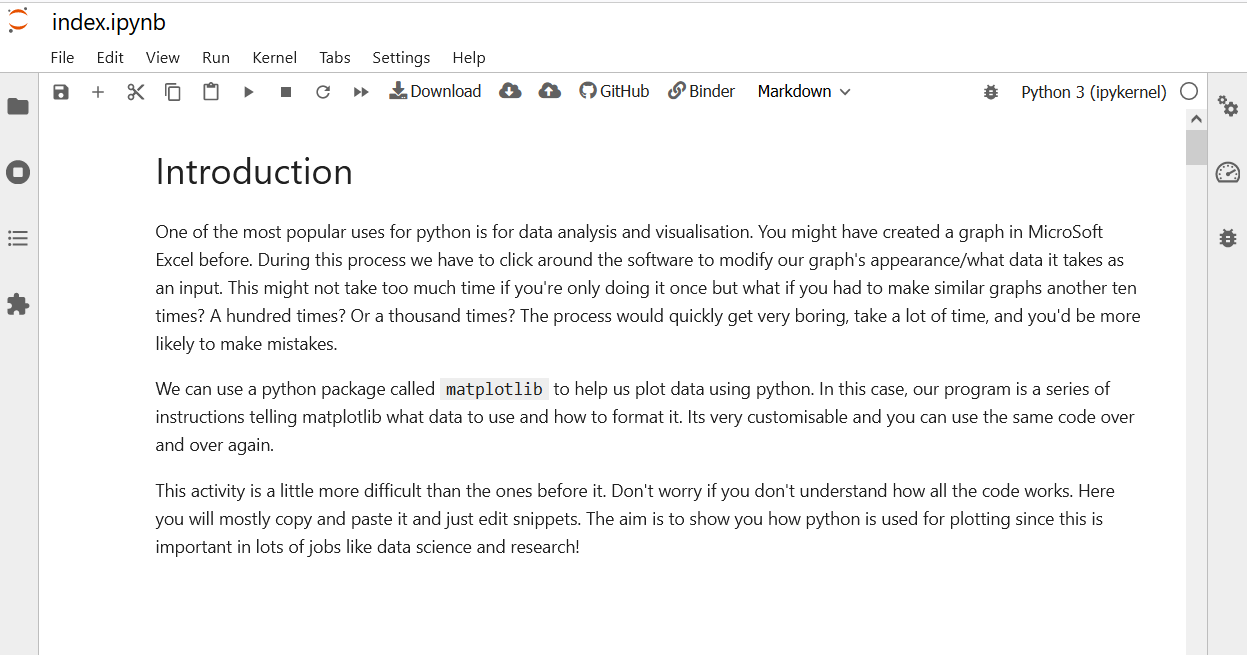 index.ipynb
File Edit View Run Kernel Tabs Settings Help
Download GitHub Binder Markdown Python 3 (ipykernel)
Introduction
One of the most popular uses for python is for data analysis and visualisation. You might have created a graph in MicroSoft
Excel before. During this process we have to click around the software to modify our graph's appearance/what data it takes as
an input. This might not take too much time if you're only doing it once but what if you had to make similar graphs another ten
times? A hundred times? Or a thousand times? The process would quickly get very boring, take a lot of time, and you'd be more
likely to make mistakes.
We can use a python package called matplotlib to help us plot data using python. In this case, our program is a series of
instructions telling matplotlib what data to use and how to format it. Its very customisable and you can use the same code over
and over again.
This activity is a little more difficult than the ones before it. Don't worry if you don't understand how all the code works. Here
you will mostly copy and paste it and just edit snippets. The aim is to show you how python is used for plotting since this is
important in lots of jobs like data science and research!